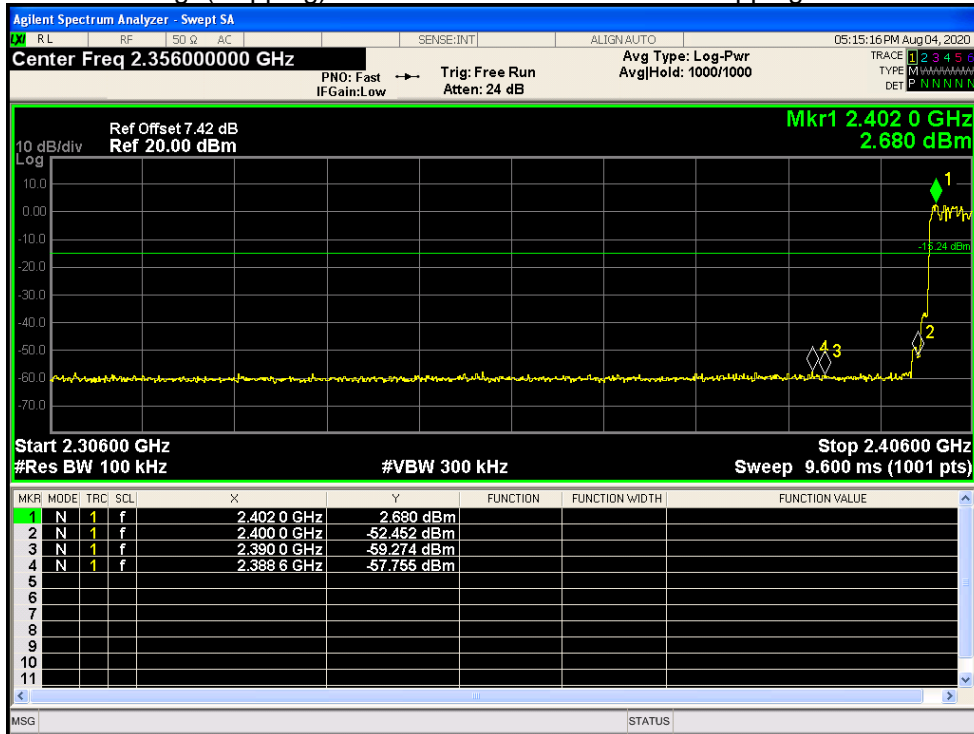 Agilent Spectrum Analyzer - Swept SA
LXI RL RF 50 Ω AC SENSE:INT ALIGN AUTO 05:15:16 PM Aug 04, 2020
Center Freq 2.356000000 GHz
PNO: Fast Trig: Free Run
IFGain:Low Atten: 24 dB
Avg Type: Log-Pwr
Avg|Hold: 1000/1000
TRACE 1 2 3 4 5 6
TYPE M
DET P N N N N N
Ref Offset 7.42 dB
10 dB/div Ref 20.00 dBm
Log
Mkr1 2.402 0 GHz
2.680 dBm
10.0
0.00
-10.0
-20.0
-30.0
-40.0
-50.0
-60.0
-70.0
1
-15.24 dBm
2
4 3
Start 2.30600 GHz Stop 2.40600 GHz
#Res BW 100 kHz #VBW 300 kHz Sweep 9.600 ms (1001 pts)
MKR MODE TRC SCL X Y FUNCTION FUNCTION WIDTH FUNCTION VALUE
1 N 1 f 2.402 0 GHz 2.680 dBm
2 N 1 f 2.400 0 GHz -52.452 dBm
3 N 1 f 2.390 0 GHz -59.274 dBm
4 N 1 f 2.388 6 GHz -57.755 dBm
5
6
7
8
9
10
11
MSG STATUS